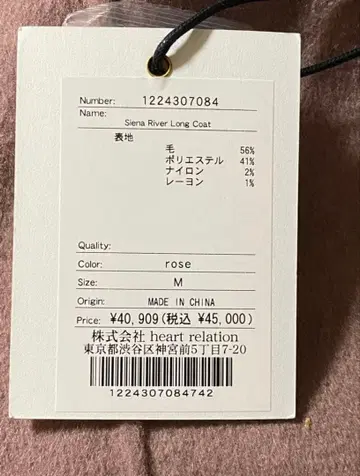 Number: 1224307084
Name:
Siena River Long Coat
表地
毛 56%
ポリエステル 41%
ナイロン 2%
レーヨン 1%
Quality:
Color: rose
Size: M
Origin: MADE IN CHINA
Price: ¥40,909(税込 ¥45,000)
株式会社 heart relation
東京都渋谷区神宮前5丁目7-20
1224307084742